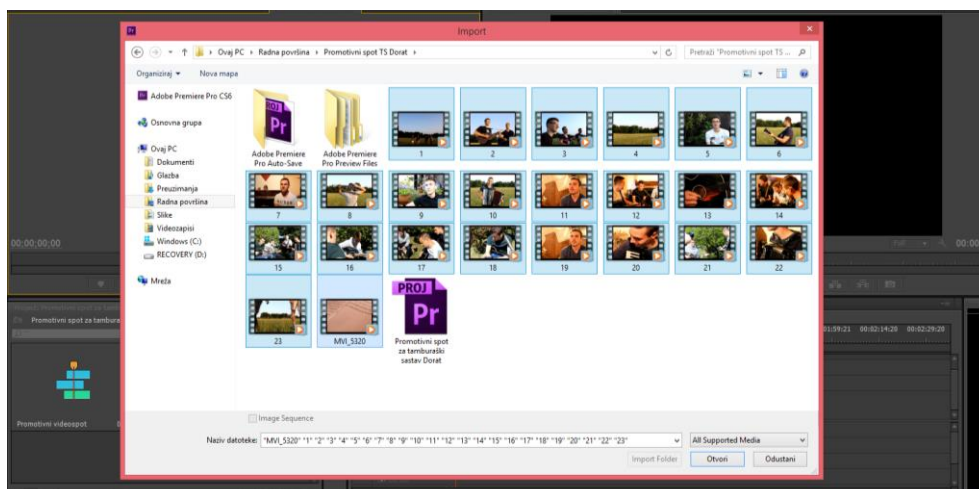 Import
Ovaj PC › Radna površina › Promotivni spot TS Dorat ›
Pretraži "Promotivni spot TS ...
Organiziraj
Nova mapa
Adobe Premiere Pro CS6
Osnovna grupa
Ovaj PC
Dokumenti
Glazba
Preuzimanja
Radna površina
Slike
Videozapisi
Windows (C:)
RECOVERY (D:)
Mreža
Adobe Premiere Pro Auto-Save
Adobe Premiere Pro Preview Files
1
2
3
4
5
6
7
8
9
10
11
12
13
14
15
16
17
18
19
20
21
22
23
MVI_5320
PROJ
Pr
Promotivni spot za tamburaški sastav Dorat
Image Sequence
Naziv datoteke: "MVI_5320" "1" "2" "3" "4" "5" "6" "7" "8" "9" "10" "11" "12" "13" "14" "15" "16" "17" "18" "19" "20" "21" "22" "23"
All Supported Media
Import Folder
Otvori
Odustani
00;00;00;00
Promotivni spot za tambura
Promotivni videospot
01:59:21 00:02:14:20 00:02:29:20